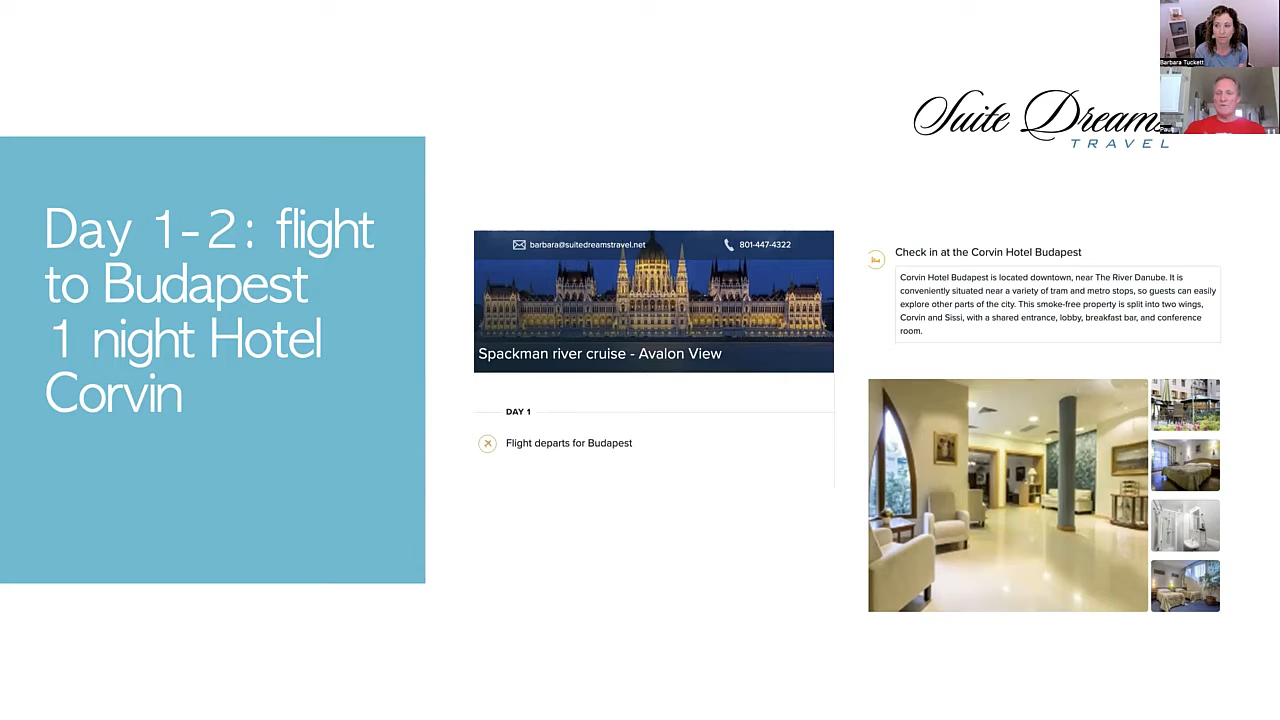 Barbara Tuckett
Paul
Suite Dreams
TRAVEL
Day 1-2: flight
to Budapest
1 night Hotel
Corvin
barbara@suitedreamstravel.net
801-447-4322
Spackman river cruise - Avalon View
DAY 1
Flight departs for Budapest
Check in at the Corvin Hotel Budapest
Corvin Hotel Budapest is located downtown, near The River Danube. It is
conveniently situated near a variety of tram and metro stops, so guests can easily
explore other parts of the city. This smoke-free property is split into two wings,
Corvin and Sissi, with a shared entrance, lobby, breakfast bar, and conference
room.